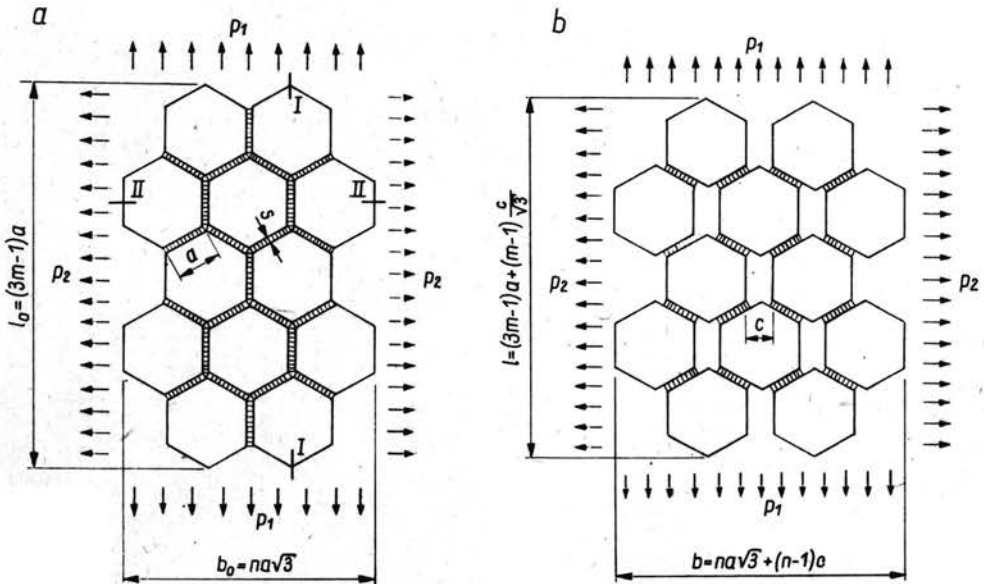 a
p₁
I
II
II
S
a
l₀=(3m-1)a
p₂
p₂
I
p₁
b₀=na√3
b
p₁
l=(3m-1)a+(m-1)c/√3
p₂
p₂
c
p₁
b=na√3+(n-1)c